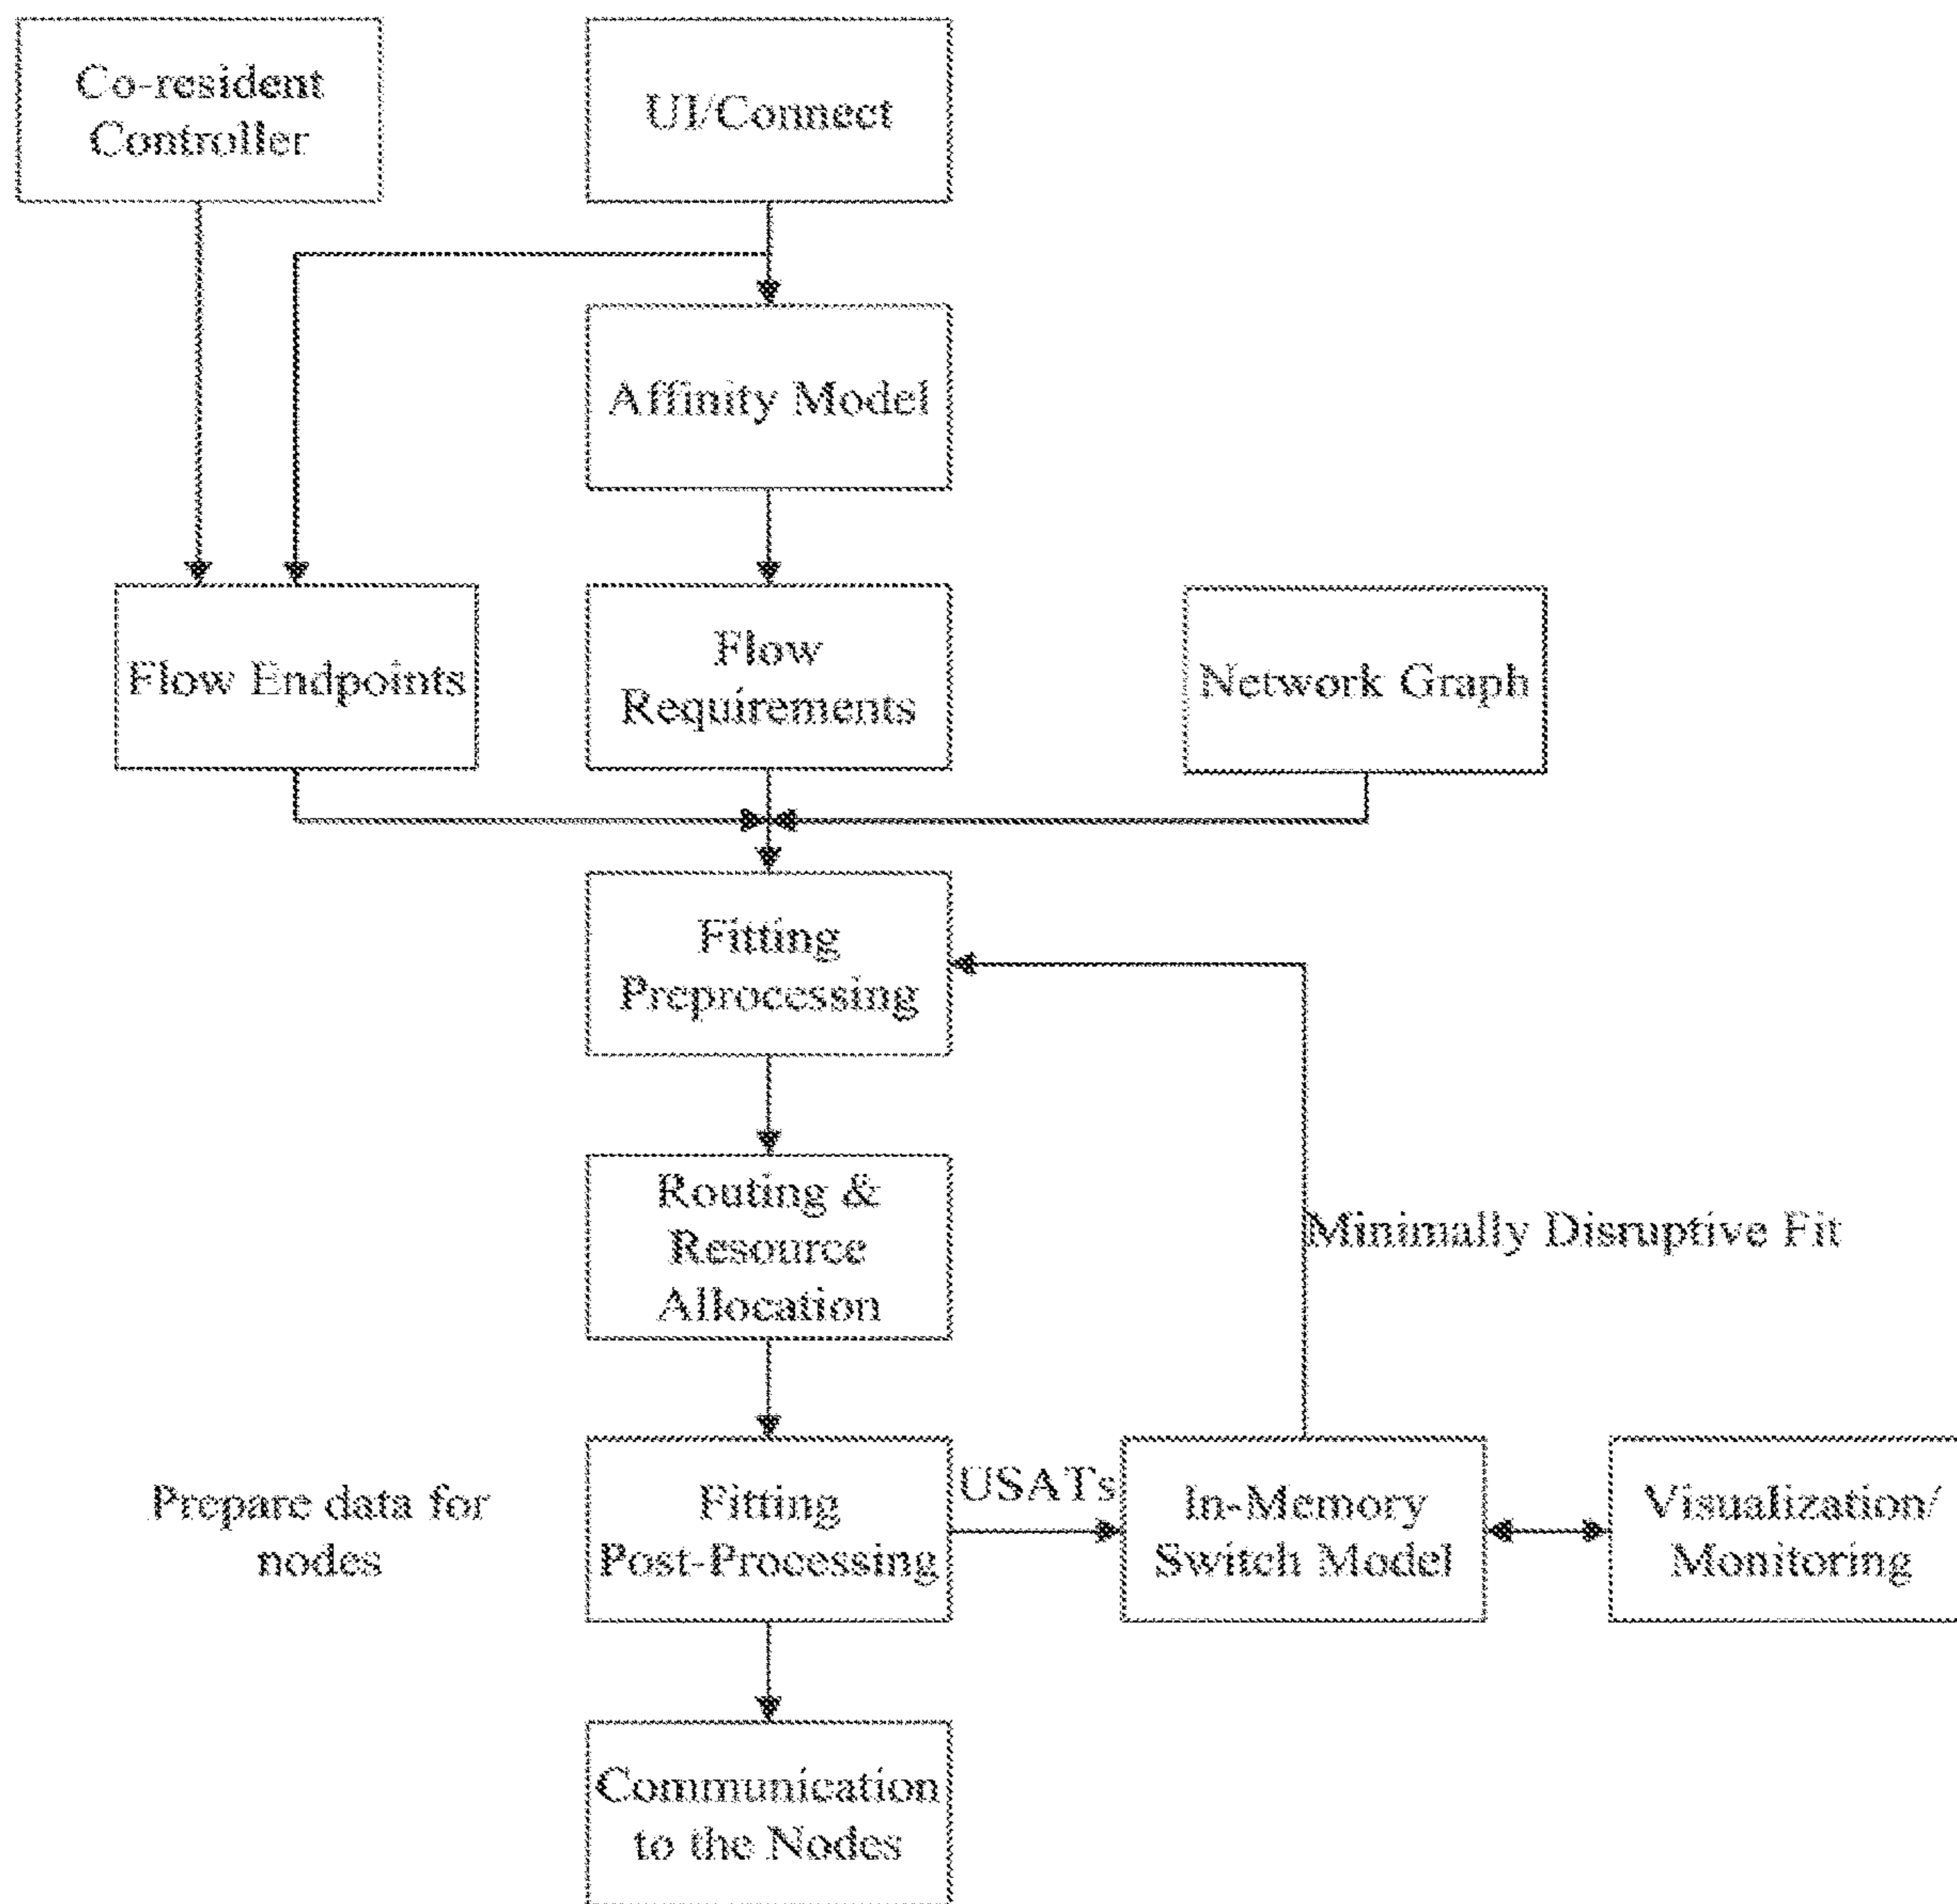 Co-resident
Controller
UI/Connect
Affinity Model
Flow Endpoints
Flow
Requirements
Network Graph
Fitting
Preprocessing
Routing &
Resource
Allocation
Minimally Disruptive Fit
Prepare data for
nodes
Fitting
Post-Processing
USATs
In-Memory
Switch Model
Visualization/
Monitoring
Communication
to the Nodes